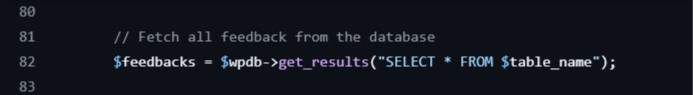 80
81 // Fetch all feedback from the database
82 $feedbacks = $wpdb->get_results("SELECT * FROM $table_name");
83